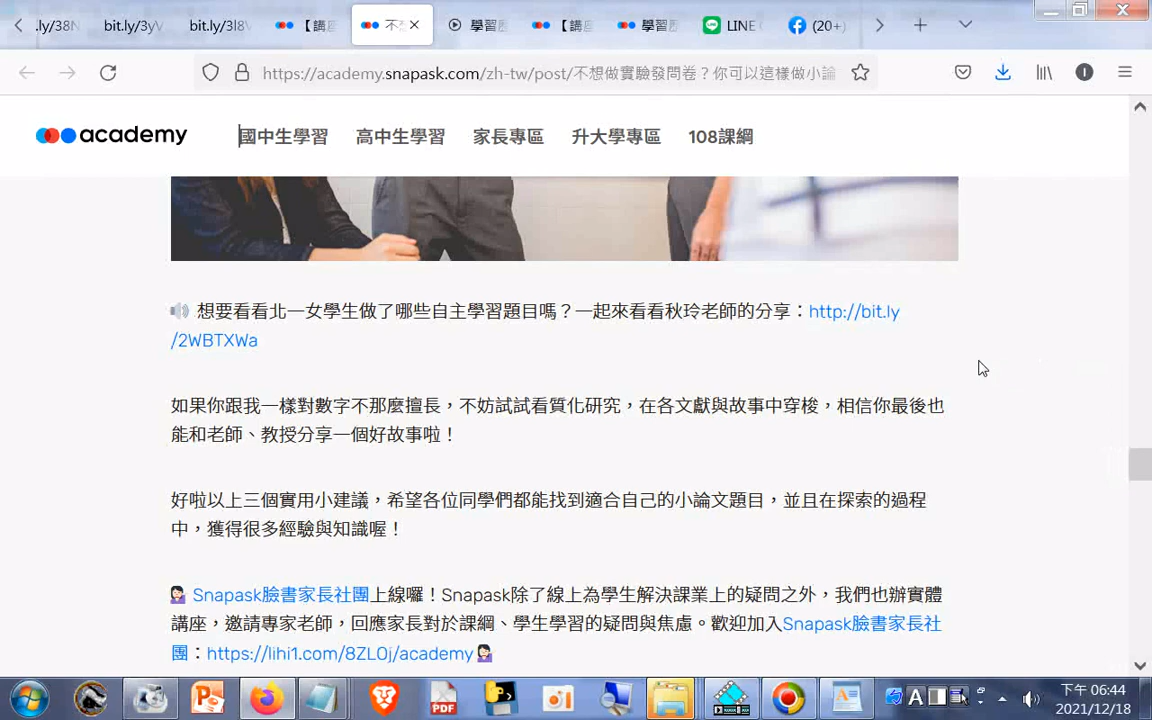 .ly/38N
bit.ly/3yV
bit.ly/3l8V
【講座
不想
學習歷
【講座
學習歷
LINE
(20+)
https://academy.snapask.com/zh-tw/post/不想做實驗發問卷？你可以這樣做小論
academy
國中生學習
高中生學習
家長專區
升大學專區
108課綱
想要看看北一女學生做了哪些自主學習題目嗎？一起來看看秋玲老師的分享：http://bit.ly
/2WBTXWa
如果你跟我一樣對數字不那麼擅長，不妨試試看質化研究，在各文獻與故事中穿梭，相信你最後也
能和老師、教授分享一個好故事啦！
好啦以上三個實用小建議，希望各位同學們都能找到適合自己的小論文題目，並且在探索的過程
中，獲得很多經驗與知識喔！
Snapask臉書家長社團上線囉！Snapask除了線上為學生解決課業上的疑問之外，我們也辦實體
講座，邀請專家老師，回應家長對於課綱、學生學習的疑問與焦慮。歡迎加入Snapask臉書家長社
團：https://lihi1.com/8ZL0j/academy
PDF
A
下午 06:44
2021/12/18